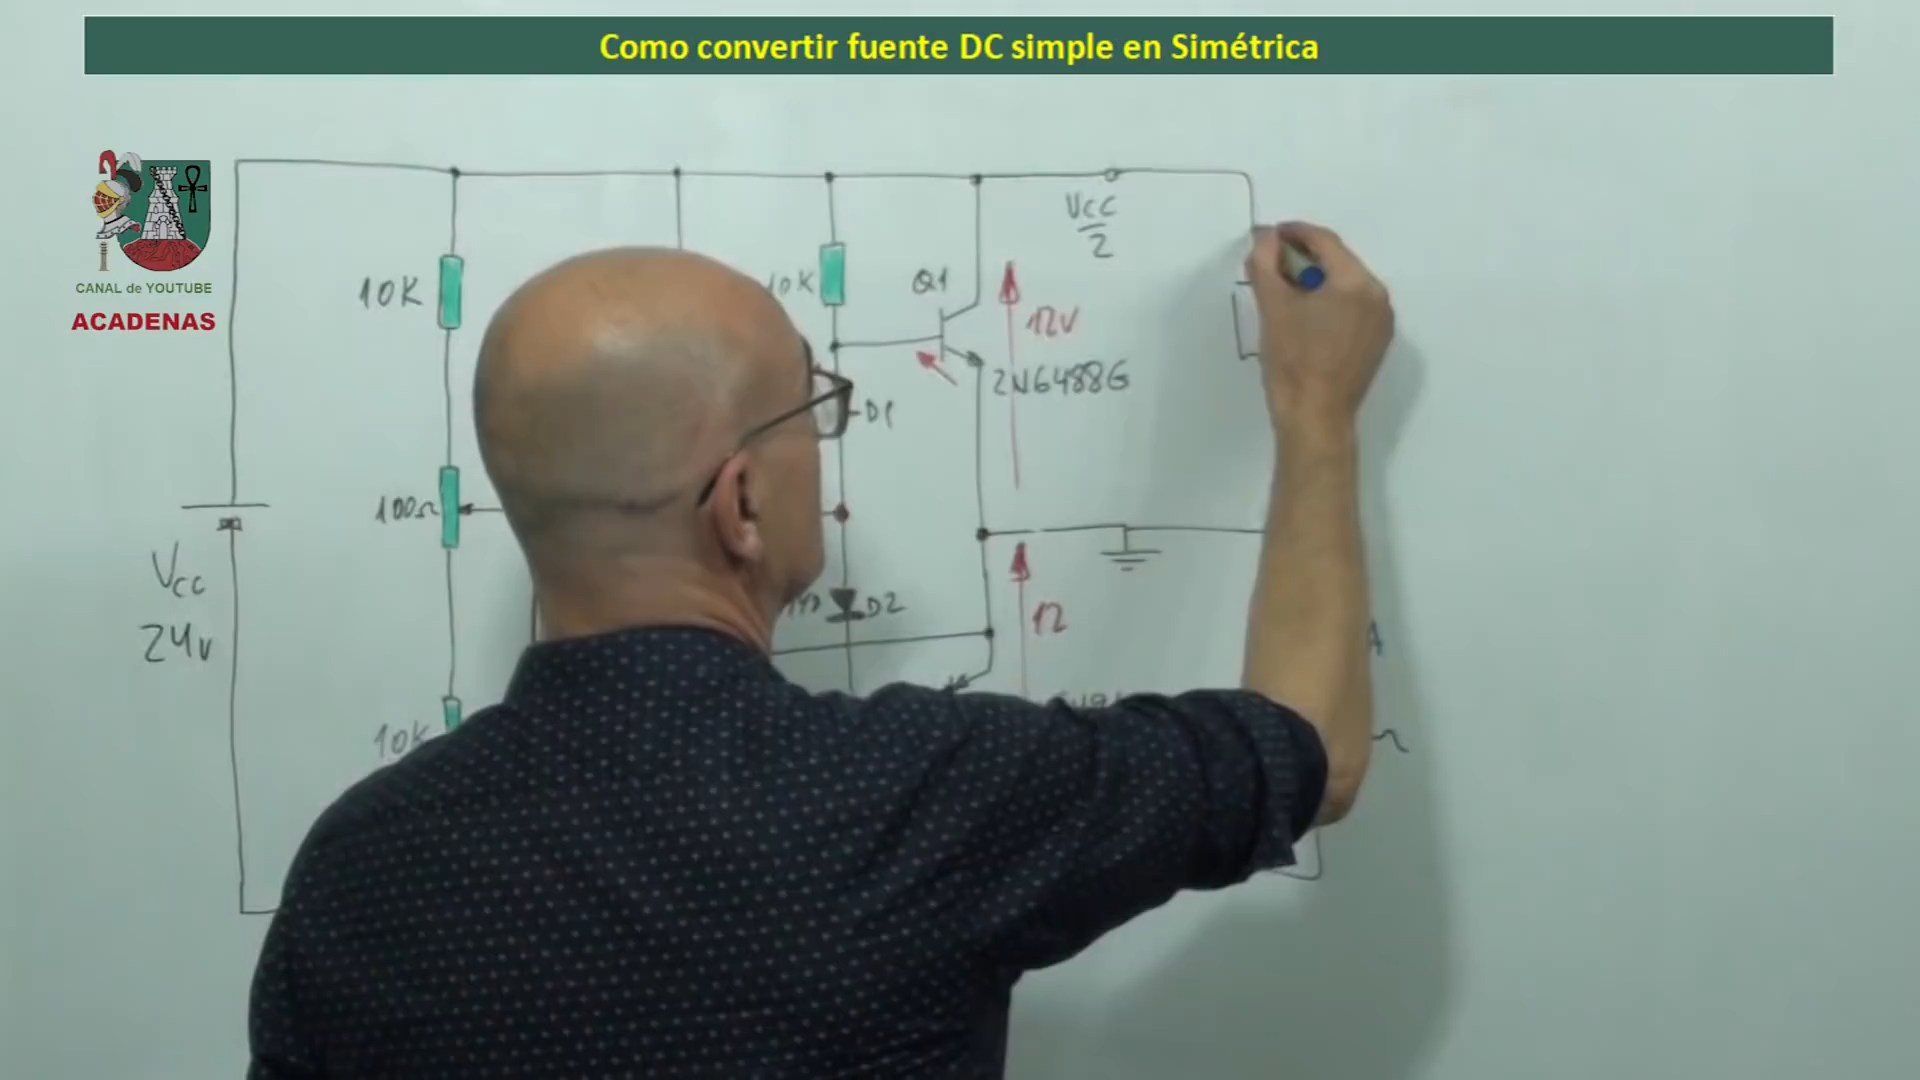 Como convertir fuente DC simple en Simétrica
CANAL de YOUTUBE
ACADENAS
Vcc
2
10K
10K
Q1
12V
2N6488G
D1
100Ω
Vcc
24v
D2
12
10K
A